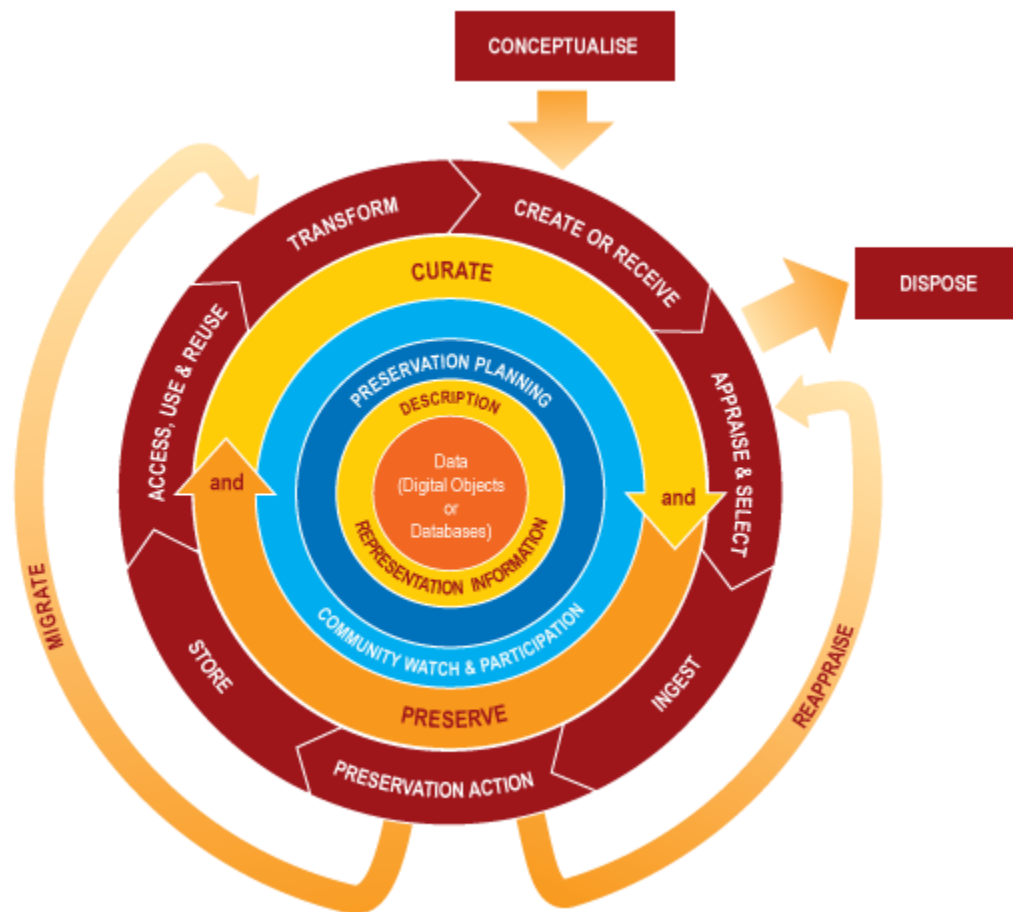 CONCEPTUALISE
CREATE OR RECEIVE
DISPOSE
APPRAISE & SELECT
REAPPRAISE
INGEST
PRESERVATION ACTION
STORE
MIGRATE
ACCESS, USE & REUSE
TRANSFORM
CURATE
and
PRESERVE
and
COMMUNITY WATCH & PARTICIPATION
PRESERVATION PLANNING
DESCRIPTION
REPRESENTATION INFORMATION
Data
(Digital Objects
or
Databases)